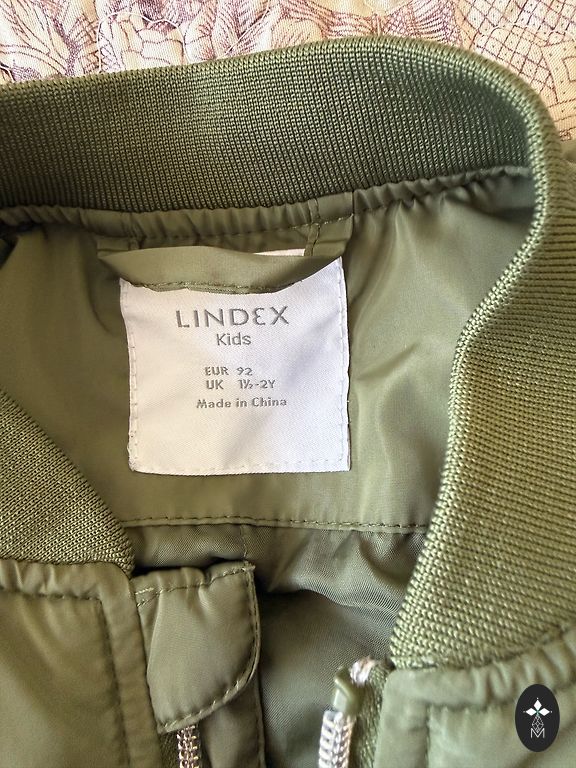 LINDEX
Kids
EUR 92
UK 1½-2Y
Made in China
M